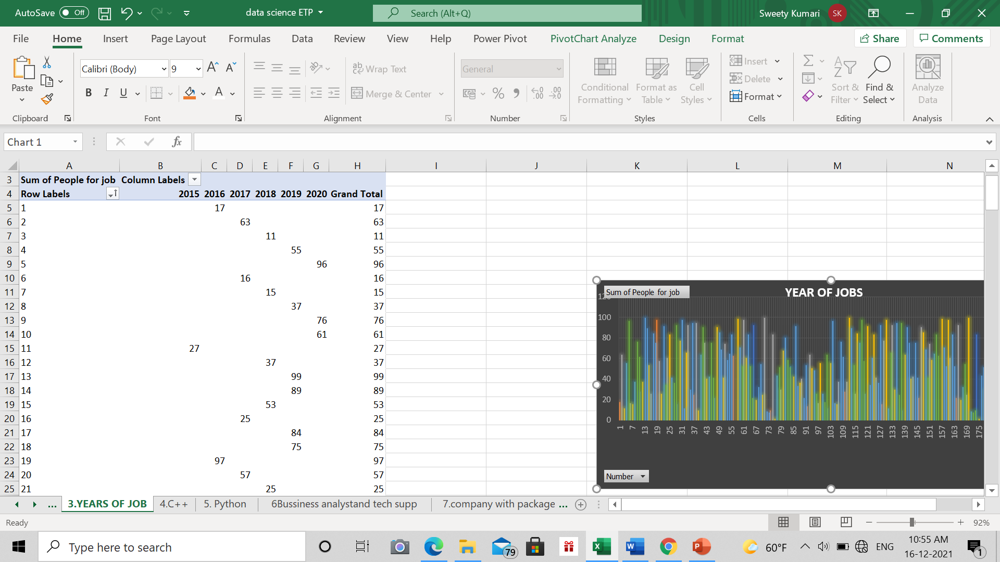 AutoSave Off data science ETP Search (Alt+Q) Sweety Kumari SK
File Home Insert Page Layout Formulas Data Review View Help Power Pivot PivotChart Analyze Design Format Share Comments
Paste
Calibri (Body) 9
Wrap Text
Merge & Center
General
Conditional Formatting
Format as Table
Cell Styles
Insert
Delete
Format
Sort & Filter
Find & Select
Analyze Data
Clipboard Font Alignment Number Styles Cells Editing Analysis
Chart 1 fx
A B C D E F G H I J K L M N
3 Sum of People for job Column Labels
4 Row Labels 2015 2016 2017 2018 2019 2020 Grand Total
5 1 17 17
6 2 63 63
7 3 11 11
8 4 55 55
9 5 96 96
10 6 16 16
11 7 15 15
12 8 37 37
13 9 76 76
14 10 61 61
15 11 27 27
16 12 37 37
17 13 99 99
18 14 89 89
19 15 53 53
20 16 25 25
21 17 84 84
22 18 75 75
23 19 97 97
24 20 57 57
25 21 25 25
Sum of People for job
YEAR OF JOBS
100
80
60
40
20
0
1 7 13 19 25 31 37 43 49 55 61 67 73 79 85 91 97 103 109 115 121 127 133 139 145 151 157 163 169 175
Number
... 3.YEARS OF JOB 4.C++ 5. Python 6Bussiness analystand tech supp 7.company with package ...
Ready 92%
Type here to search 79 60°F ENG 10:55 AM
16-12-2021 1